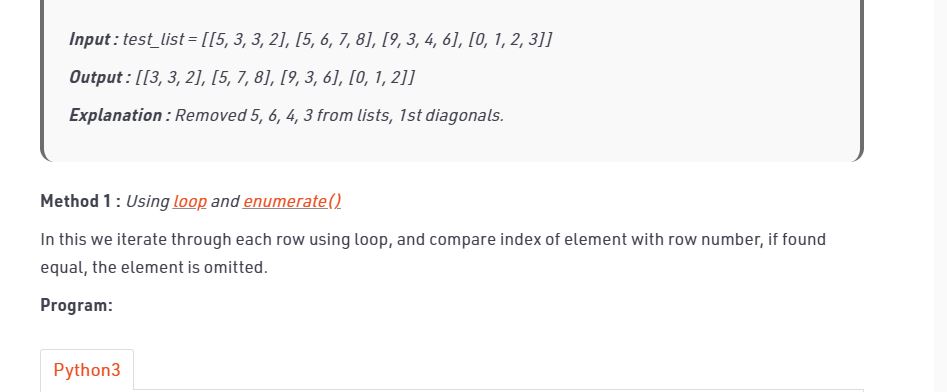 Input : test_list = [[5, 3, 3, 2], [5, 6, 7, 8], [9, 3, 4, 6], [0, 1, 2, 3]]
Output : [[3, 3, 2], [5, 7, 8], [9, 3, 6], [0, 1, 2]]
Explanation : Removed 5, 6, 4, 3 from lists, 1st diagonals.
Method 1 : Using loop and enumerate()
In this we iterate through each row using loop, and compare index of element with row number, if found
equal, the element is omitted.
Program:
Python3